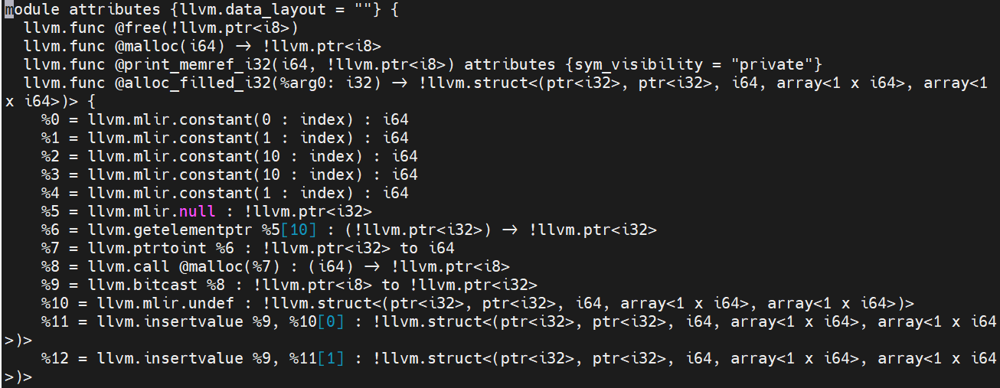 module attributes {llvm.data_layout = ""} {
  llvm.func @free(!llvm.ptr<i8>)
  llvm.func @malloc(i64) → !llvm.ptr<i8>
  llvm.func @print_memref_i32(i64, !llvm.ptr<i8>) attributes {sym_visibility = "private"}
  llvm.func @alloc_filled_i32(%arg0: i32) → !llvm.struct<(ptr<i32>, ptr<i32>, i64, array<1 x i64>, array<1
x i64>)> {
    %0 = llvm.mlir.constant(0 : index) : i64
    %1 = llvm.mlir.constant(1 : index) : i64
    %2 = llvm.mlir.constant(10 : index) : i64
    %3 = llvm.mlir.constant(10 : index) : i64
    %4 = llvm.mlir.constant(1 : index) : i64
    %5 = llvm.mlir.null : !llvm.ptr<i32>
    %6 = llvm.getelementptr %5[10] : (!llvm.ptr<i32>) → !llvm.ptr<i32>
    %7 = llvm.ptrtoint %6 : !llvm.ptr<i32> to i64
    %8 = llvm.call @malloc(%7) : (i64) → !llvm.ptr<i8>
    %9 = llvm.bitcast %8 : !llvm.ptr<i8> to !llvm.ptr<i32>
    %10 = llvm.mlir.undef : !llvm.struct<(ptr<i32>, ptr<i32>, i64, array<1 x i64>, array<1 x i64>)>
    %11 = llvm.insertvalue %9, %10[0] : !llvm.struct<(ptr<i32>, ptr<i32>, i64, array<1 x i64>, array<1 x i64
>)>
    %12 = llvm.insertvalue %9, %11[1] : !llvm.struct<(ptr<i32>, ptr<i32>, i64, array<1 x i64>, array<1 x i64
>)>